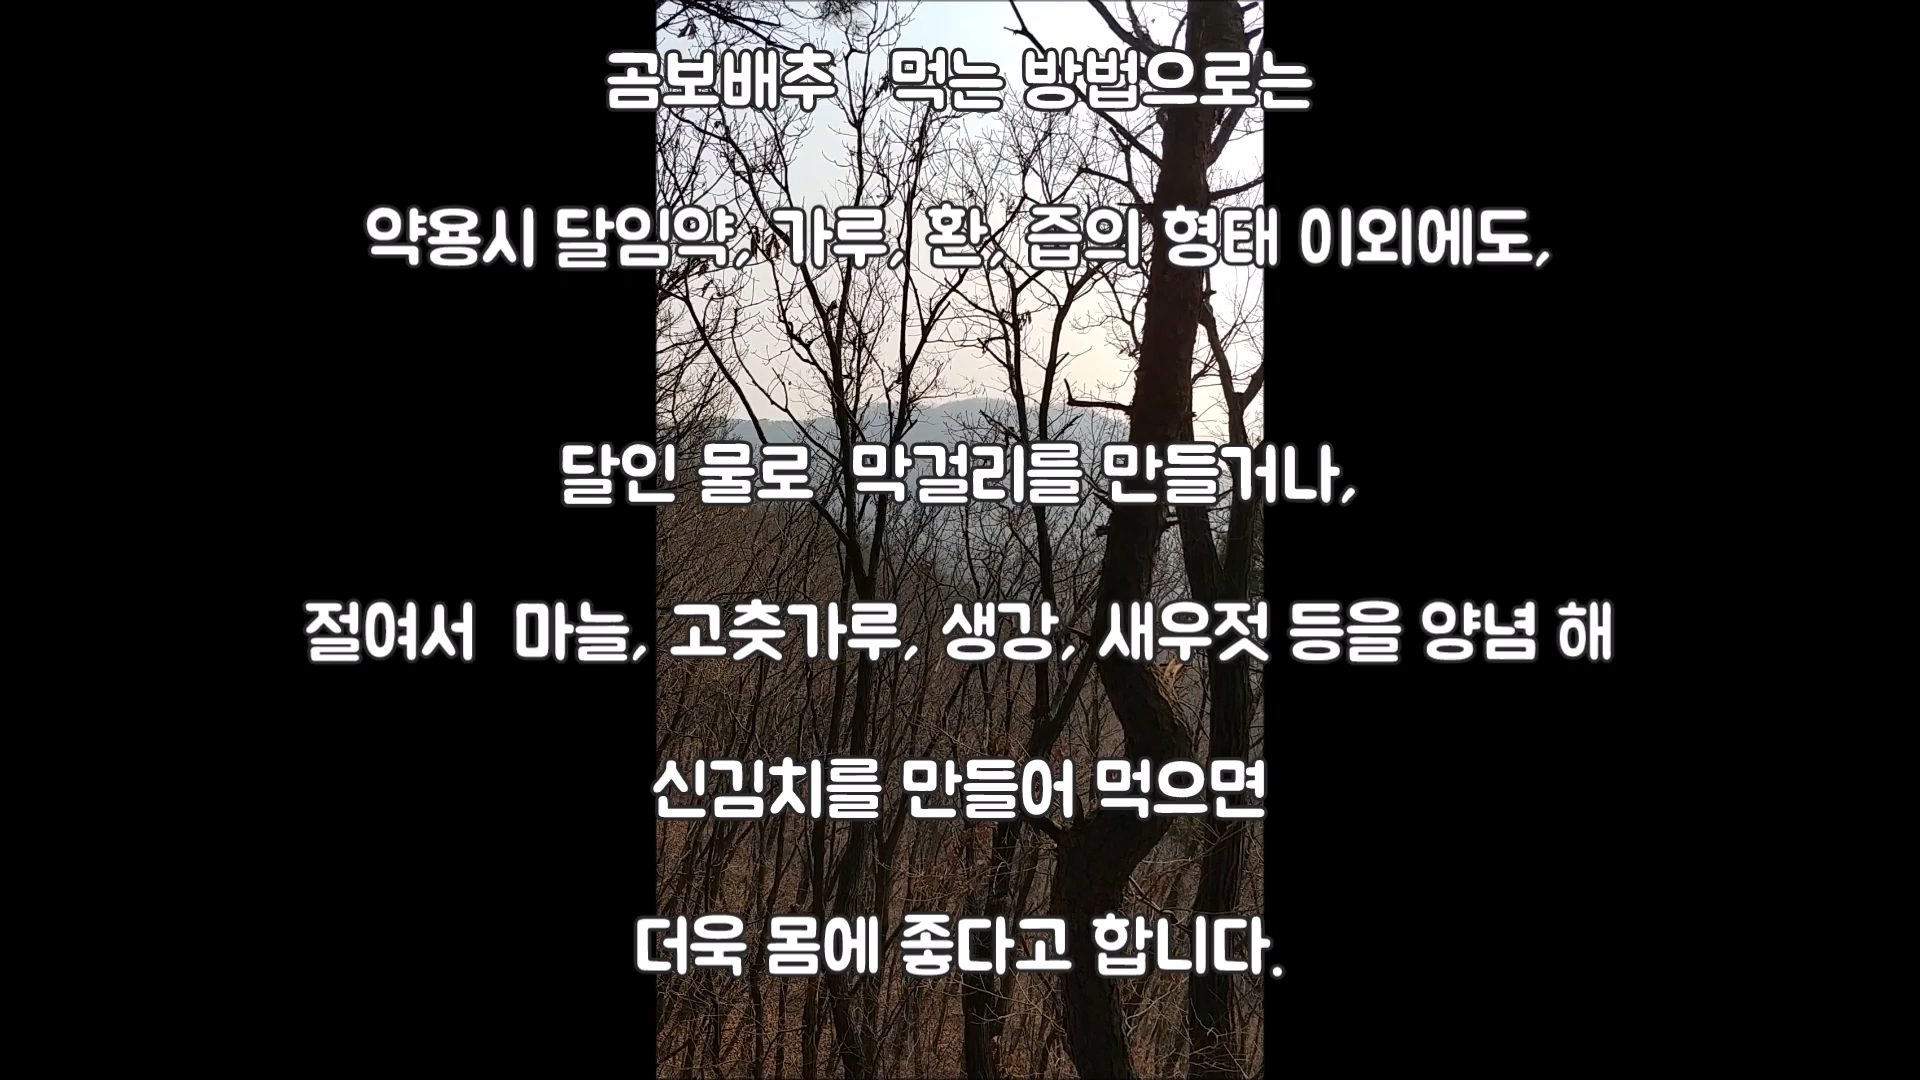 곰보배추 먹는 방법으로는
약용시 달임약, 가루, 환, 즙의 형태 이외에도,
달인 물로 막걸리를 만들거나,
절여서 마늘, 고춧가루, 생강, 새우젓 등을 양념 해
신김치를 만들어 먹으면
더욱 몸에 좋다고 합니다.